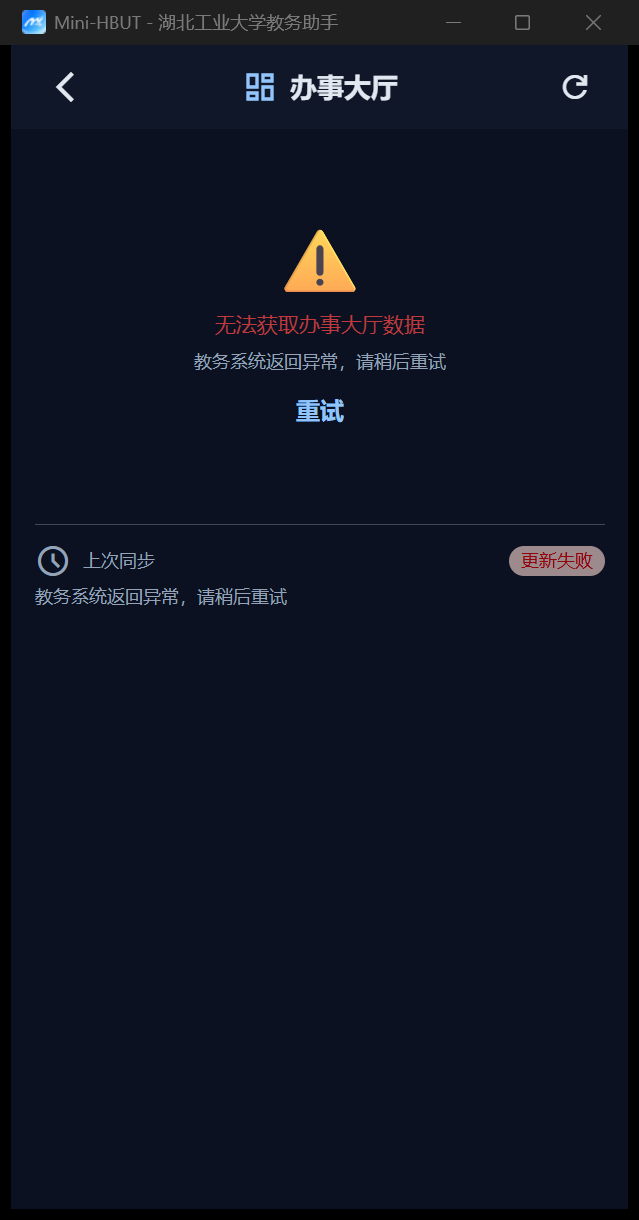 Mini-HBUT - 湖北工业大学教务助手
办事大厅
无法获取办事大厅数据
教务系统返回异常，请稍后重试
重试
上次同步
更新失败
教务系统返回异常，请稍后重试